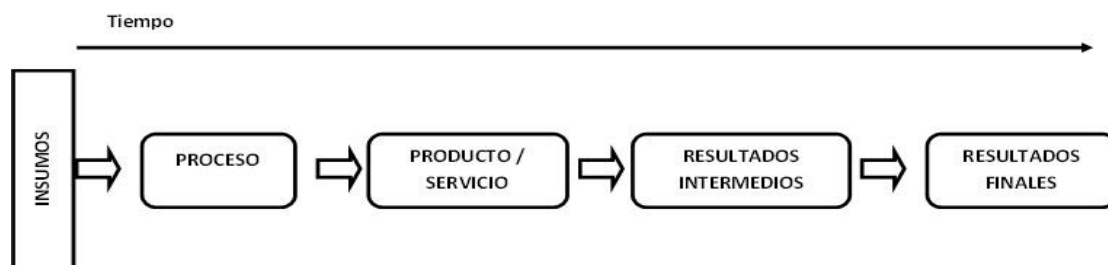 Tiempo
INSUMOS
PROCESO
PRODUCTO /
SERVICIO
RESULTADOS
INTERMEDIOS
RESULTADOS
FINALES